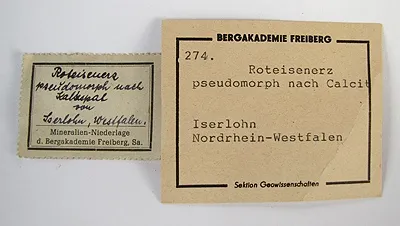 Roteisenerz
pseudomorph nach
Kalkspat
von
Iserlohn, Westfalen.
Mineralien-Niederlage
d. Bergakademie Freiberg, Sa.
BERGAKADEMIE FREIBERG
274.
Roteisenerz
pseudomorph nach Calcit
Iserlohn
Nordrhein-Westfalen
Sektion Geowissenschaften